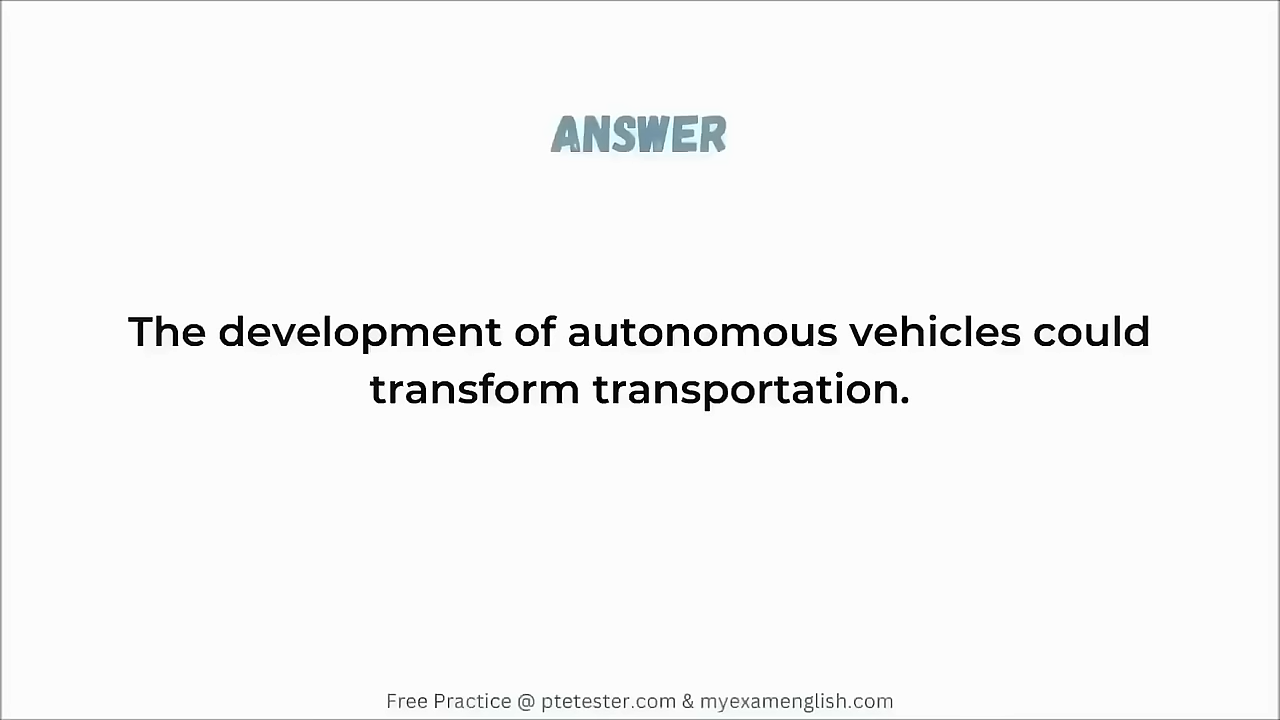 ANSWER
The development of autonomous vehicles could
transform transportation.
Free Practice @ ptetester.com & myexamenglish.com